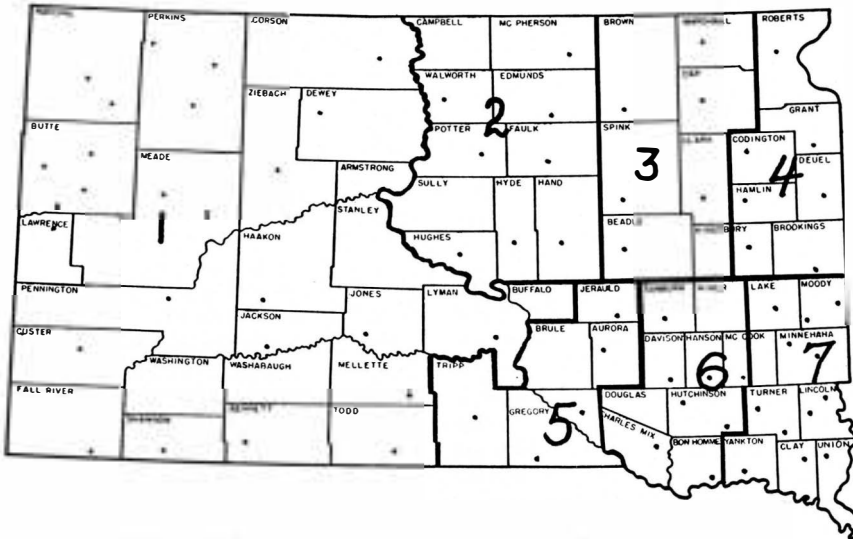 PERKINS
CORSON
CAMPBELL
MC PHERSON
BROWN
ROBERTS
WALWORTH
EDMUNDS
ZIEBACH
DEWEY
DAY
GRANT
BUTTE
2
POTTER
FAULK
SPINK
CLARK
CODINGTON
MEADE
3
DEUEL
ARMSTRONG
4
SULLY
HYDE
HAND
HAMLIN
STANLEY
LAWRENCE
1
BEADLE
BROOKINGS
HAAKON
HUGHES
PENNINGTON
JONES
LYMAN
BUFFALO
JERAULD
LAKE
MOODY
JACKSON
CUSTER
BRULE
AURORA
DAVISON
HANSON
MC COOK
MINNEHAHA
WASHINGTON
WASHABAUGH
MELLETTE
TRIPP
6
7
FALL RIVER
DOUGLAS
HUTCHINSON
TURNER
LINCOLN
BENNETT
TODD
GREGORY
5
CHARLES MIX
BON HOMME
YANKTON
CLAY
UNION